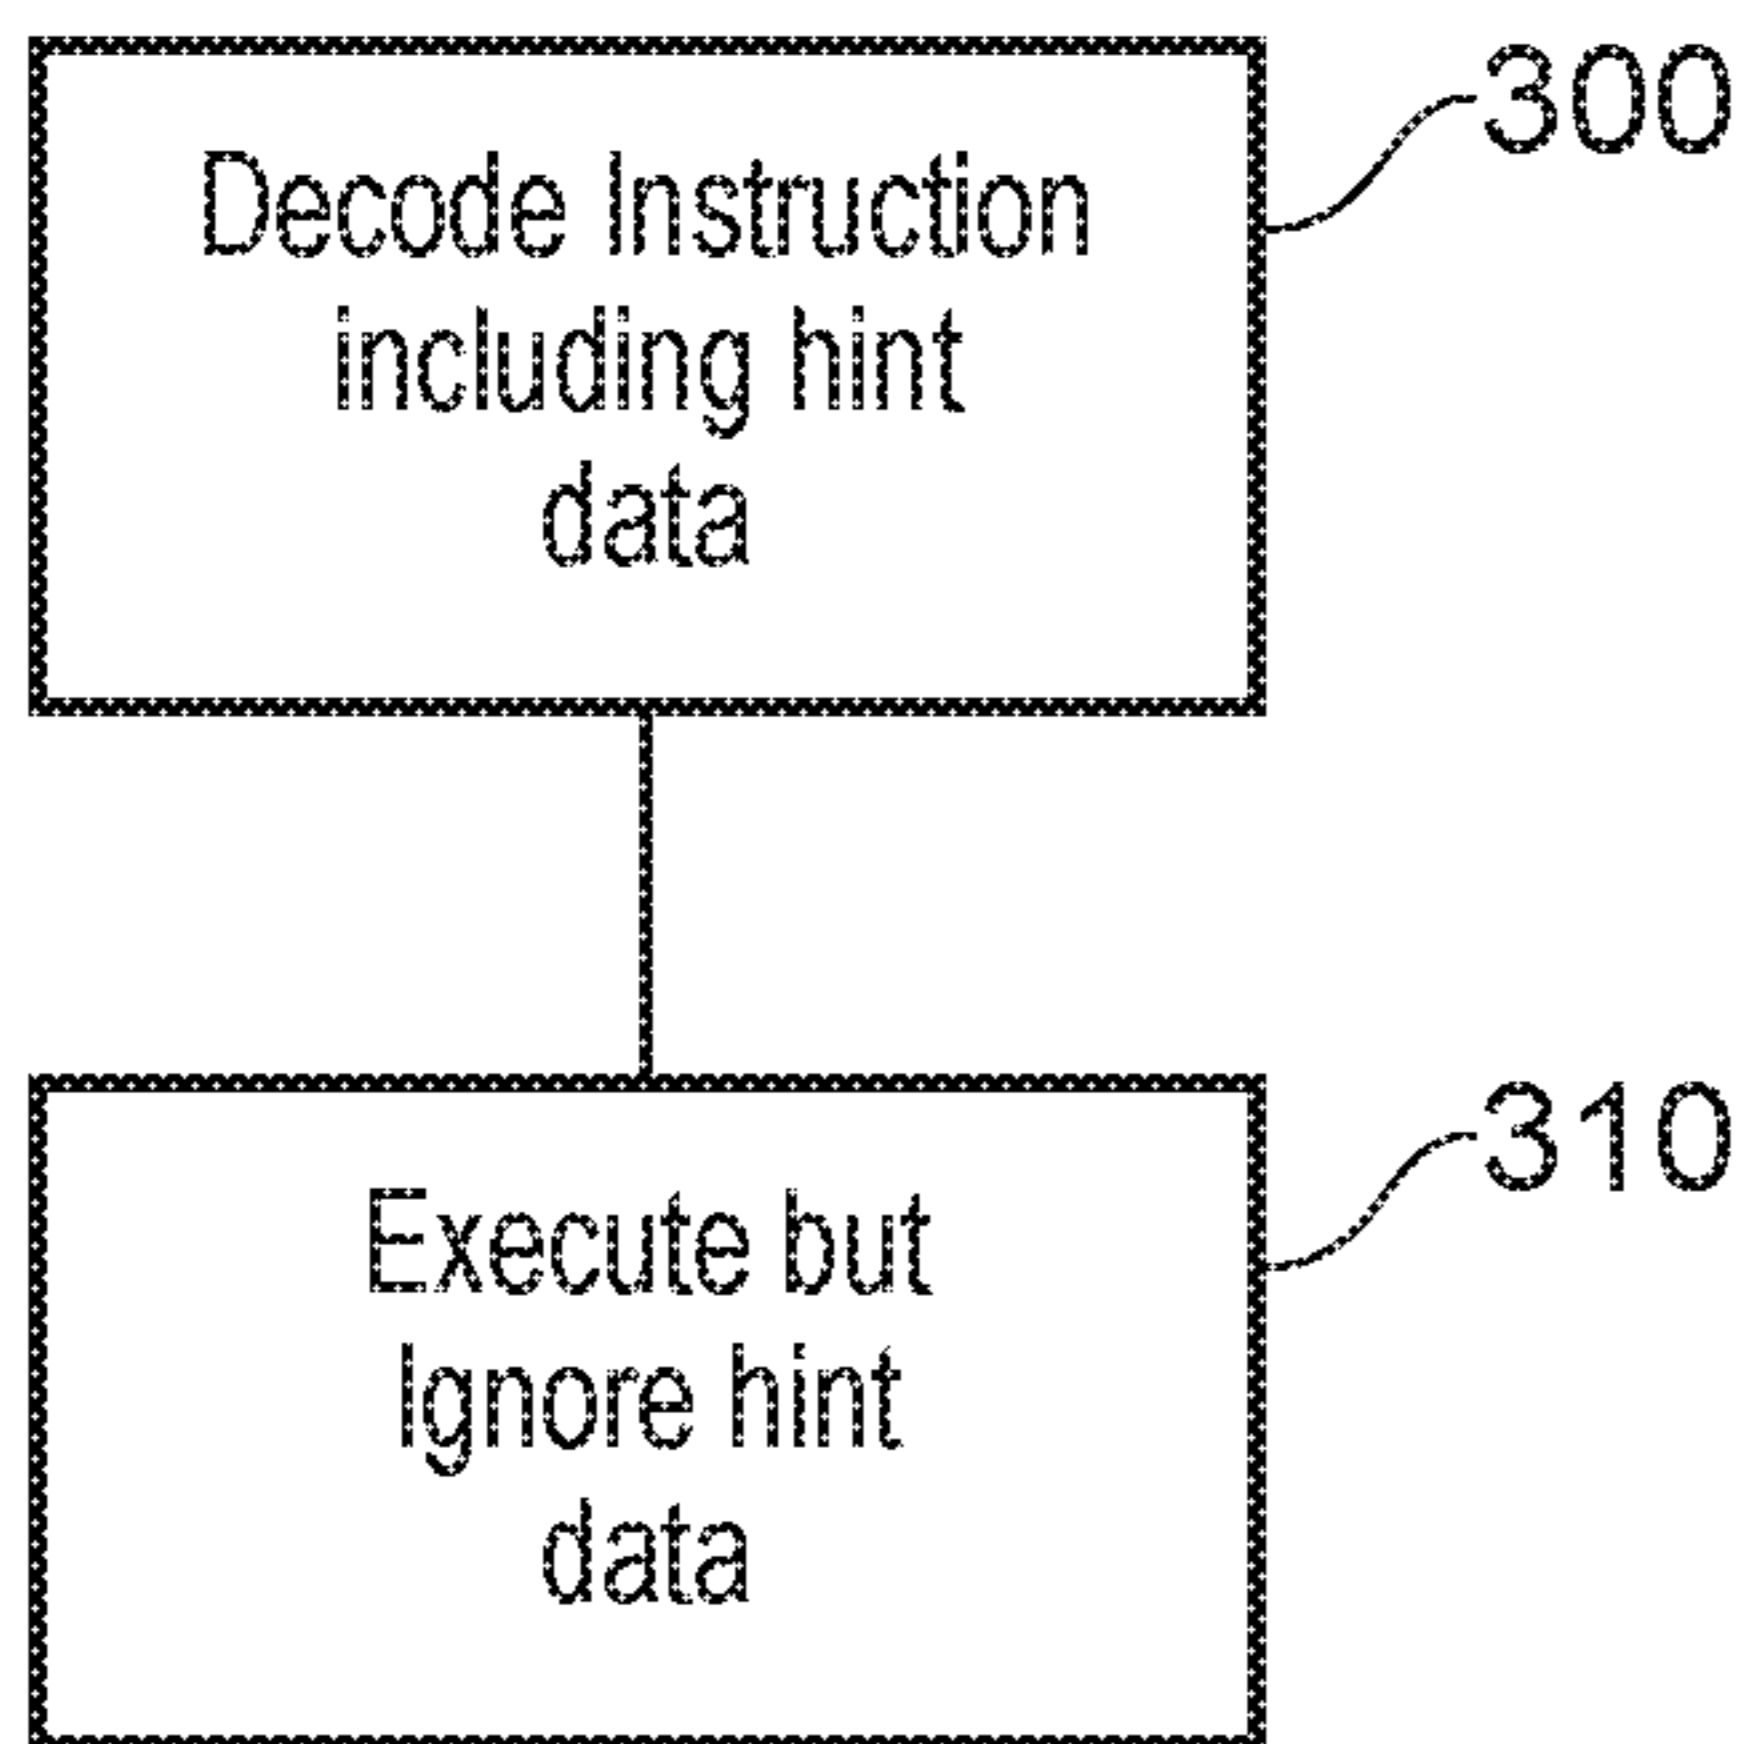 Decode Instruction
including hint
data
300
Execute but
Ignore hint
data
310